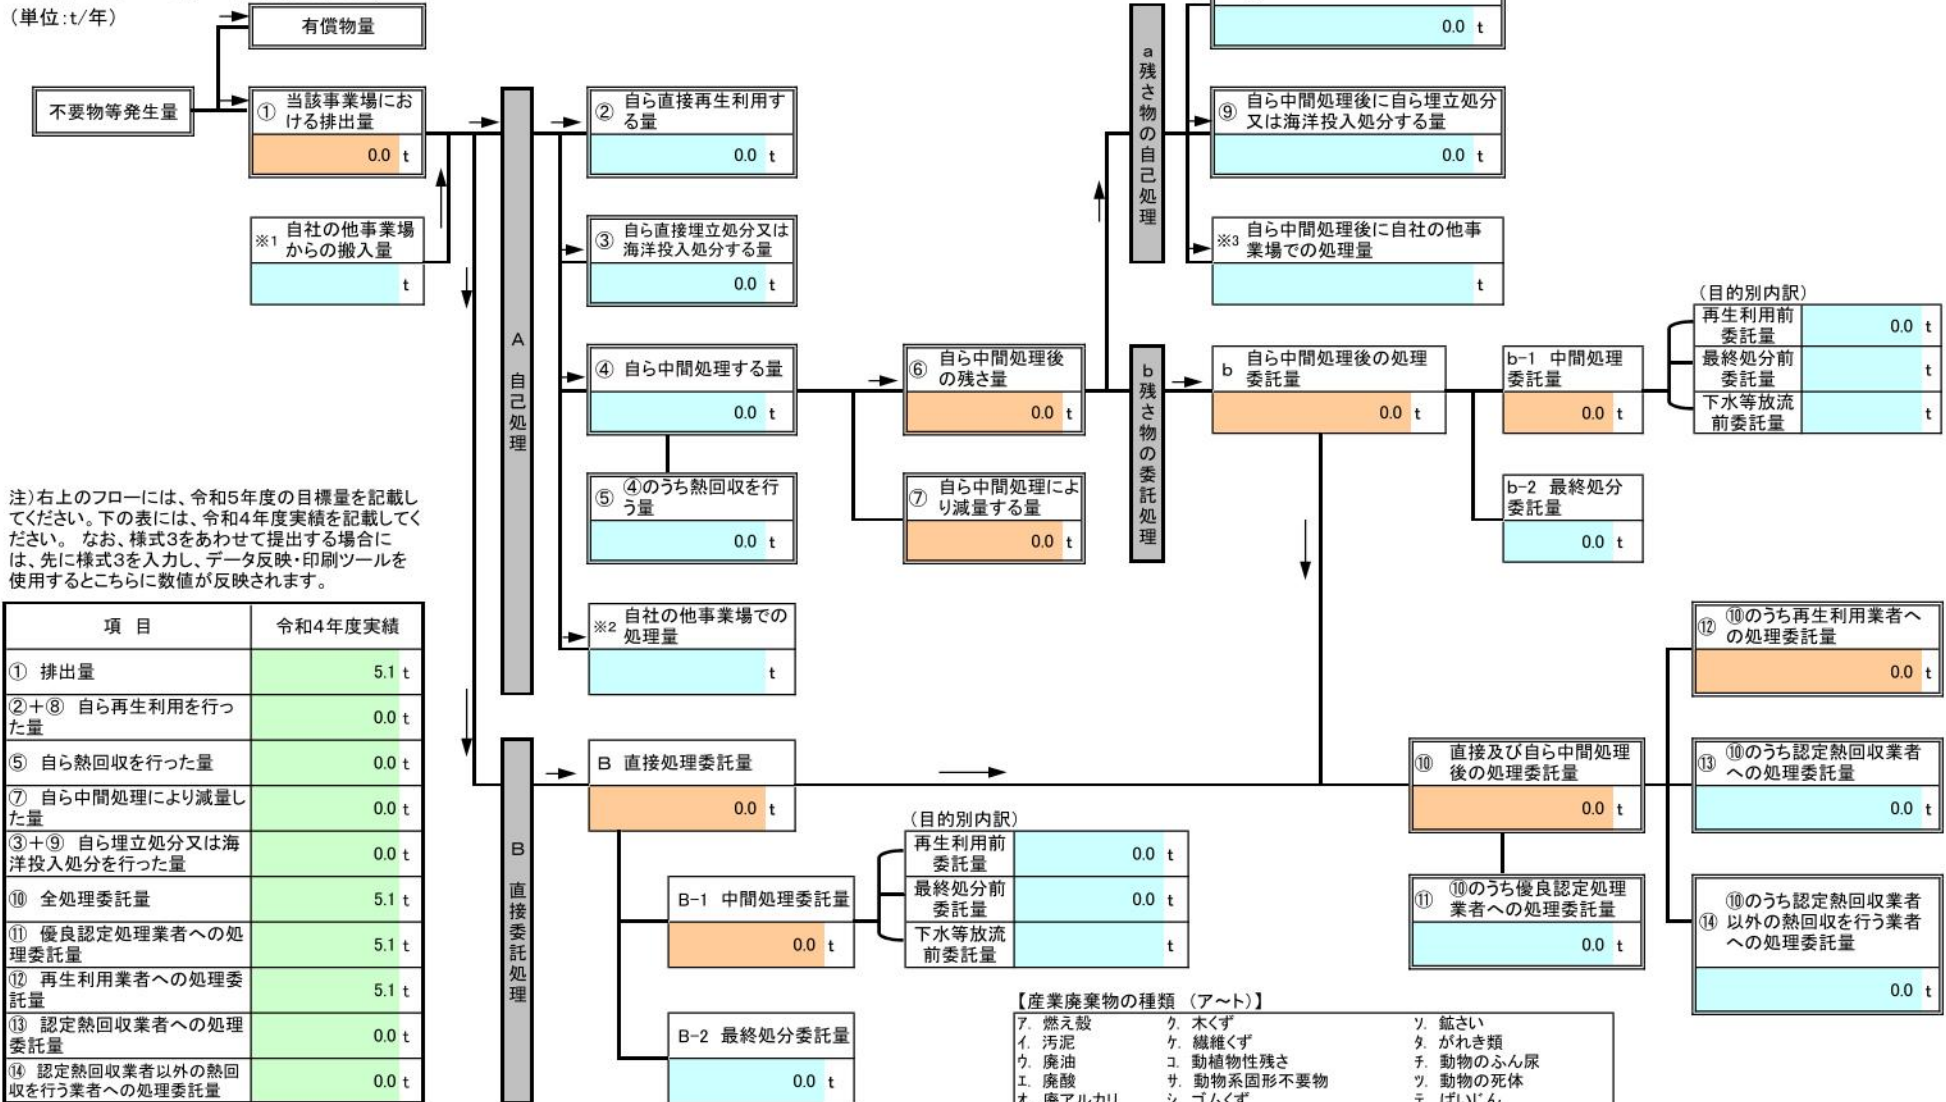 (単位:t/年)
有償物量
不要物等発生量
① 当該事業場にお
ける排出量
0.0 t
※1 自社の他事業場
からの搬入量
t
A 自己処理
② 自ら直接再生利用す
る量
0.0 t
③ 自ら直接埋立処分又は
海洋投入処分する量
0.0 t
④ 自ら中間処理する量
0.0 t
⑤ ④のうち熱回収を行
う量
0.0 t
※2 自社の他事業場での
処理量
t
⑥ 自ら中間処理後
の残さ量
0.0 t
⑦ 自ら中間処理によ
り減量する量
0.0 t
a 残さ物の自己処理
0.0 t
⑨ 自ら中間処理後に自ら埋立処分
又は海洋投入処分する量
0.0 t
※3 自ら中間処理後に自社の他事
業場での処理量
t
b 残さ物の委託処理
b 自ら中間処理後の処理
委託量
0.0 t
b-1 中間処理
委託量
0.0 t
(目的別内訳)
再生利用前
委託量
0.0 t
最終処分前
委託量
t
下水等放流
前委託量
t
b-2 最終処分
委託量
0.0 t
注)右上のフローには、令和5年度の目標量を記載し
てください。下の表には、令和4年度実績を記載してく
ださい。 なお、様式3をあわせて提出する場合に
は、先に様式3を入力し、データ反映・印刷ツールを
使用するとこちらに数値が反映されます。
項 目 令和4年度実績
① 排出量 5.1 t
②+⑧ 自ら再生利用を行っ
た量 0.0 t
⑤ 自ら熱回収を行った量 0.0 t
⑦ 自ら中間処理により減量し
た量 0.0 t
③+⑨ 自ら埋立処分又は海
洋投入処分を行った量 0.0 t
⑩ 全処理委託量 5.1 t
⑪ 優良認定処理業者への処
理委託量 5.1 t
⑫ 再生利用業者への処理委
託量 5.1 t
⑬ 認定熱回収業者への処理
委託量 0.0 t
⑭ 認定熱回収業者以外の熱回
収を行う業者への処理委託量 0.0 t
B 直接委託処理
B 直接処理委託量
0.0 t
B-1 中間処理委託量
0.0 t
(目的別内訳)
再生利用前
委託量
0.0 t
最終処分前
委託量
0.0 t
下水等放流
前委託量
t
B-2 最終処分委託量
0.0 t
⑩ 直接及び自ら中間処理
後の処理委託量
0.0 t
⑪ ⑩のうち優良認定処理
業者への処理委託量
0.0 t
⑫ ⑩のうち再生利用業者へ
の処理委託量
0.0 t
⑬ ⑩のうち認定熱回収業者
への処理委託量
0.0 t
⑭ ⑩のうち認定熱回収業者
以外の熱回収を行う業者
への処理委託量
0.0 t
【産業廃棄物の種類 (ア~ト)】
ア. 燃え殻 ク. 木くず ソ. 鉱さい
イ. 汚泥 ケ. 繊維くず タ. がれき類
ウ. 廃油 コ. 動植物性残さ チ. 動物のふん尿
エ. 廃酸 サ. 動物系固形不要物 ツ. 動物の死体
オ. 廃アルカリ シ. ゴムくず テ. ばいじん